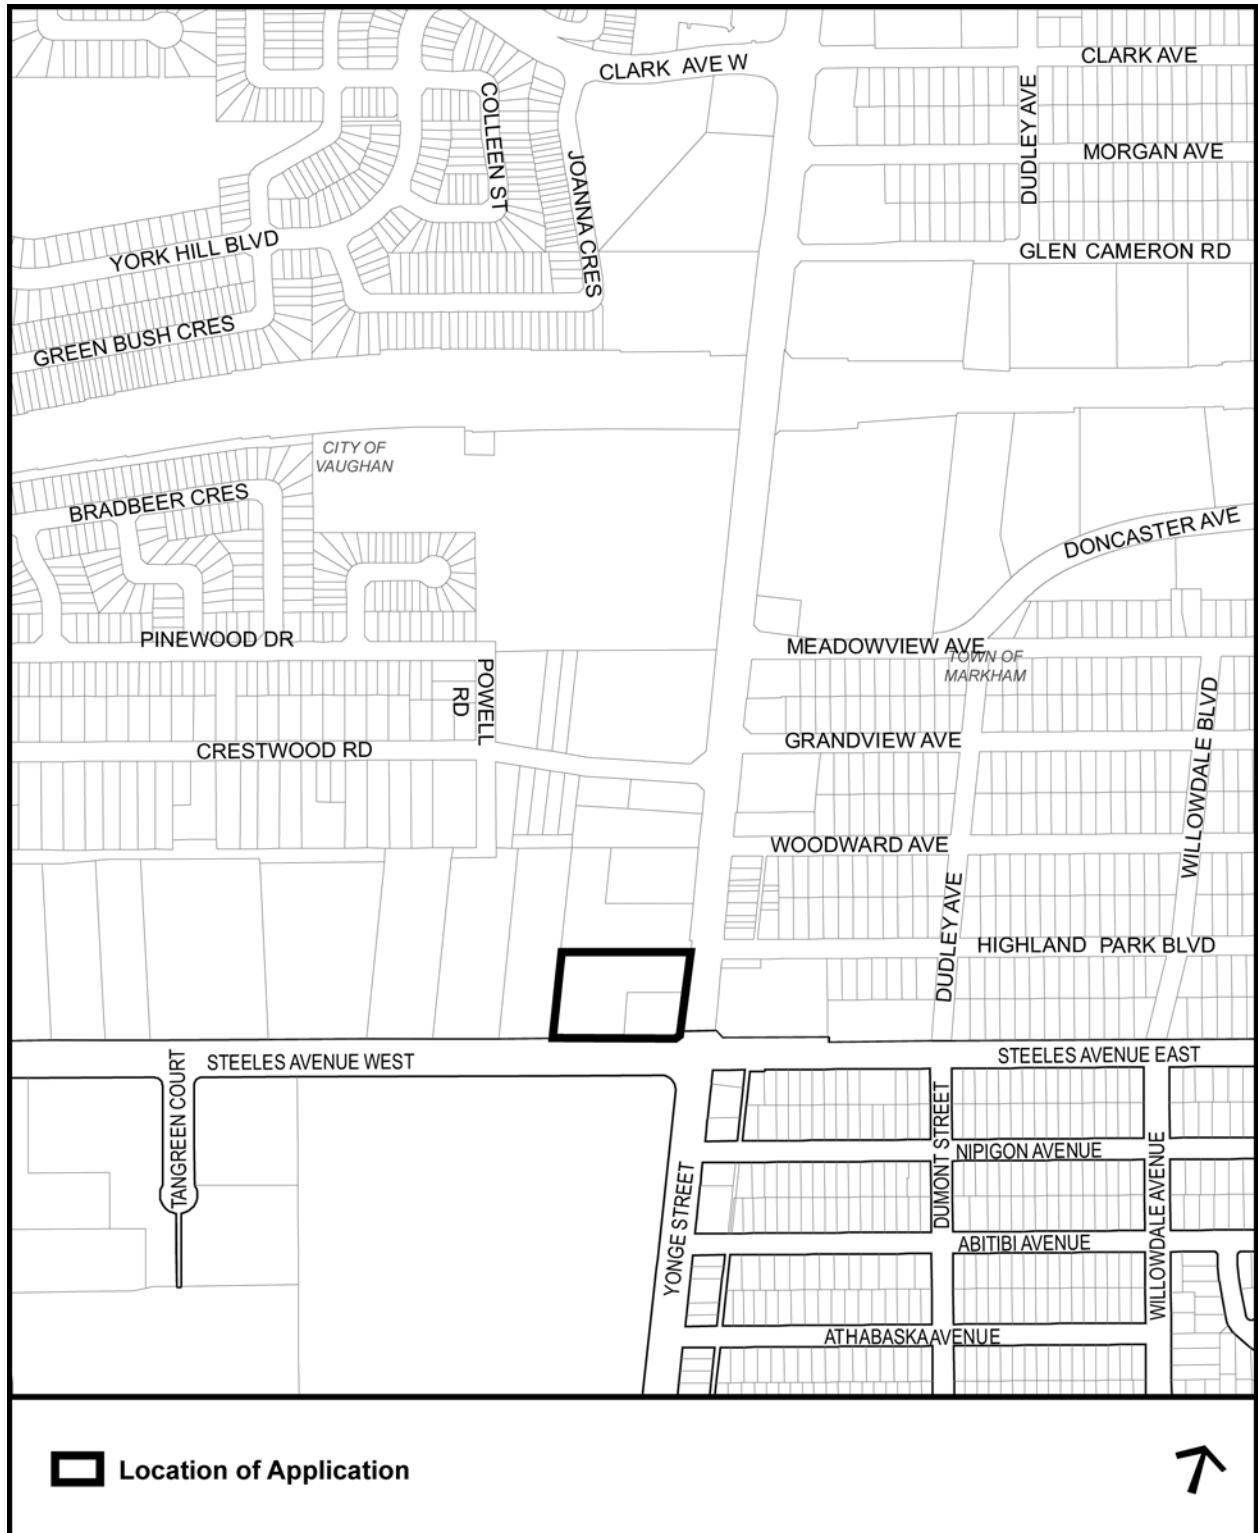 CLARK AVE W
CLARK AVE
COLLEEN ST
DUDLEY AVE
MORGAN AVE
JOANNA CRES
YORK HILL BLVD
GLEN CAMERON RD
GREEN BUSH CRES
CITY OF
VAUGHAN
BRADBEER CRES
DONCASTER AVE
PINEWOOD DR
MEADOWVIEW AVE
TOWN OF
MARKHAM
POWELL
RD
WILLOWDALE BLVD
CRESTWOOD RD
GRANDVIEW AVE
WOODWARD AVE
DUDLEY AVE
HIGHLAND PARK BLVD
STEELES AVENUE WEST
STEELES AVENUE EAST
TANGREEN COURT
DUMONT STREET
NIPIGON AVENUE
YONGE STREET
WILLOWDALE AVENUE
ABITIBI AVENUE
ATHABASKA AVENUE
Location of Application